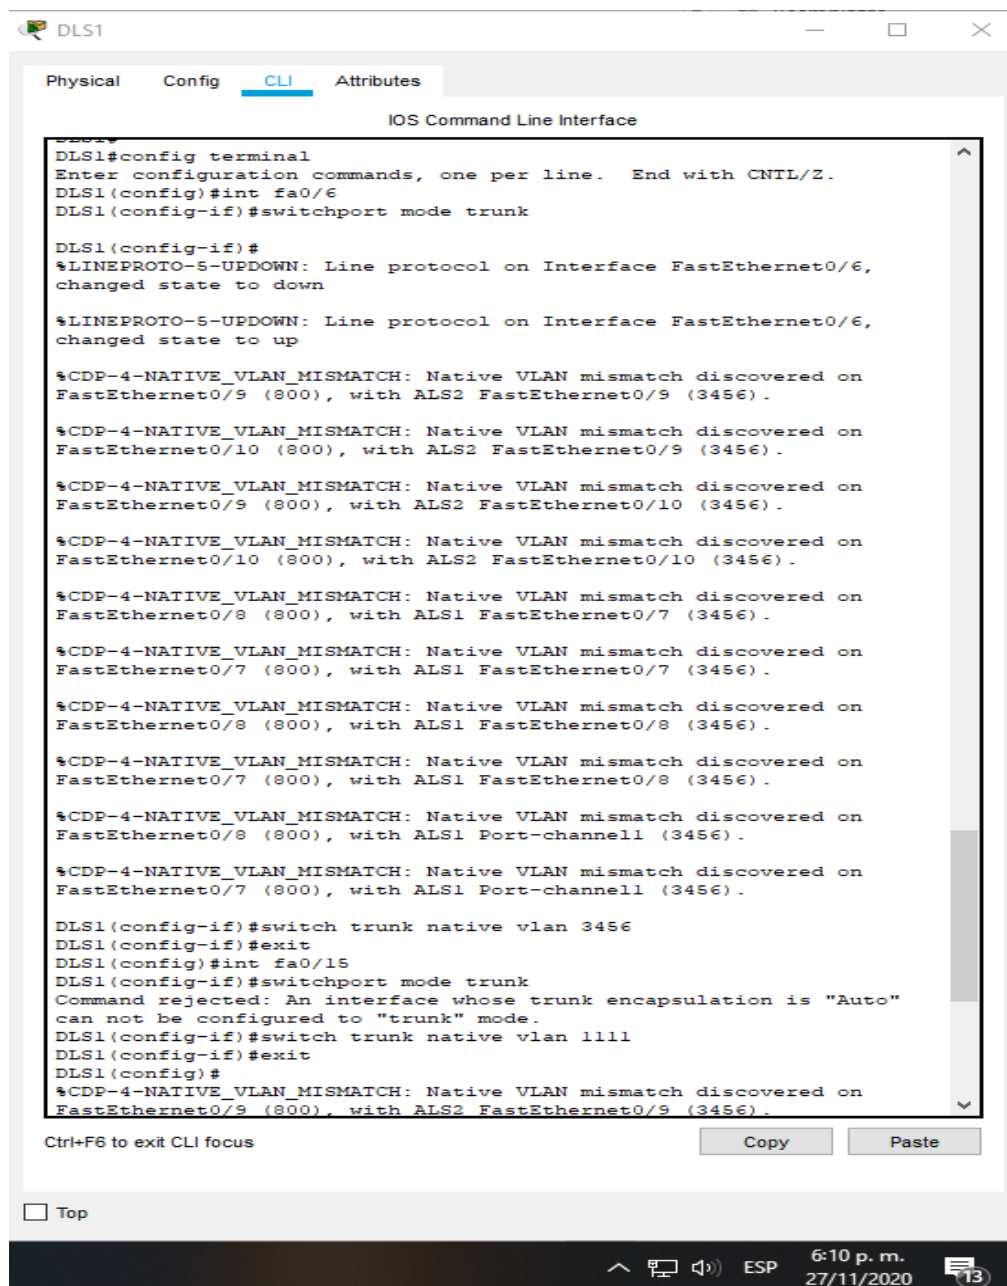 DLS1
Physical Config CLI Attributes
IOS Command Line Interface
DLS1#
DLS1#config terminal
Enter configuration commands, one per line. End with CNTL/Z.
DLS1(config)#int fa0/6
DLS1(config-if)#switchport mode trunk
DLS1(config-if)#
%LINEPROTO-5-UPDOWN: Line protocol on Interface FastEthernet0/6,
changed state to down
%LINEPROTO-5-UPDOWN: Line protocol on Interface FastEthernet0/6,
changed state to up
%CDP-4-NATIVE_VLAN_MISMATCH: Native VLAN mismatch discovered on
FastEthernet0/9 (800), with ALS2 FastEthernet0/9 (3456).
%CDP-4-NATIVE_VLAN_MISMATCH: Native VLAN mismatch discovered on
FastEthernet0/10 (800), with ALS2 FastEthernet0/9 (3456).
%CDP-4-NATIVE_VLAN_MISMATCH: Native VLAN mismatch discovered on
FastEthernet0/9 (800), with ALS2 FastEthernet0/10 (3456).
%CDP-4-NATIVE_VLAN_MISMATCH: Native VLAN mismatch discovered on
FastEthernet0/10 (800), with ALS2 FastEthernet0/10 (3456).
%CDP-4-NATIVE_VLAN_MISMATCH: Native VLAN mismatch discovered on
FastEthernet0/8 (800), with ALS1 FastEthernet0/7 (3456).
%CDP-4-NATIVE_VLAN_MISMATCH: Native VLAN mismatch discovered on
FastEthernet0/7 (800), with ALS1 FastEthernet0/7 (3456).
%CDP-4-NATIVE_VLAN_MISMATCH: Native VLAN mismatch discovered on
FastEthernet0/8 (800), with ALS1 FastEthernet0/8 (3456).
%CDP-4-NATIVE_VLAN_MISMATCH: Native VLAN mismatch discovered on
FastEthernet0/7 (800), with ALS1 FastEthernet0/8 (3456).
%CDP-4-NATIVE_VLAN_MISMATCH: Native VLAN mismatch discovered on
FastEthernet0/8 (800), with ALS1 Port-channel1 (3456).
%CDP-4-NATIVE_VLAN_MISMATCH: Native VLAN mismatch discovered on
FastEthernet0/7 (800), with ALS1 Port-channel1 (3456).
DLS1(config-if)#switch trunk native vlan 3456
DLS1(config-if)#exit
DLS1(config)#int fa0/15
DLS1(config-if)#switchport mode trunk
Command rejected: An interface whose trunk encapsulation is "Auto"
can not be configured to "trunk" mode.
DLS1(config-if)#switch trunk native vlan 1111
DLS1(config-if)#exit
DLS1(config)#
%CDP-4-NATIVE_VLAN_MISMATCH: Native VLAN mismatch discovered on
FastEthernet0/9 (800), with ALS2 FastEthernet0/9 (3456).
Ctrl+F6 to exit CLI focus
Copy Paste
Top
ESP 6:10 p. m.
27/11/2020 13